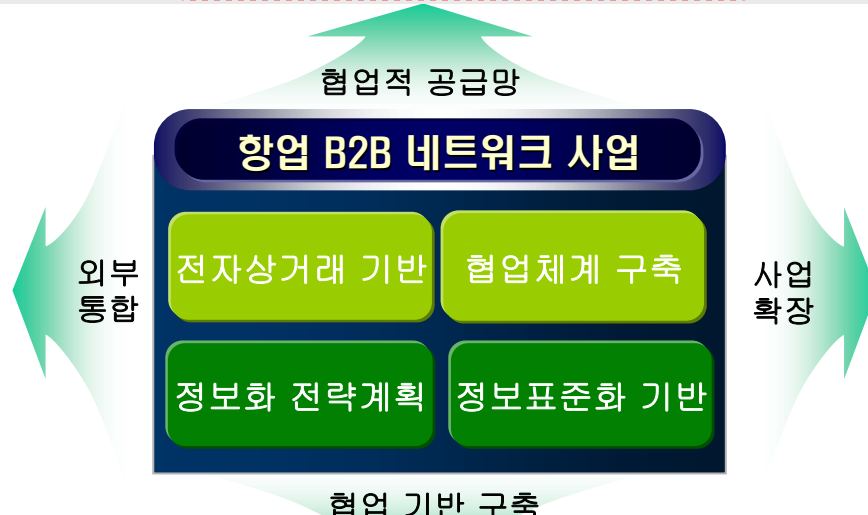 협업적 공급망
항업 B2B 네트워크 사업
외부
통합
전자상거래 기반
협업체계 구축
사업
확장
정보화 전략계획
정보표준화 기반
협업 기반 구축